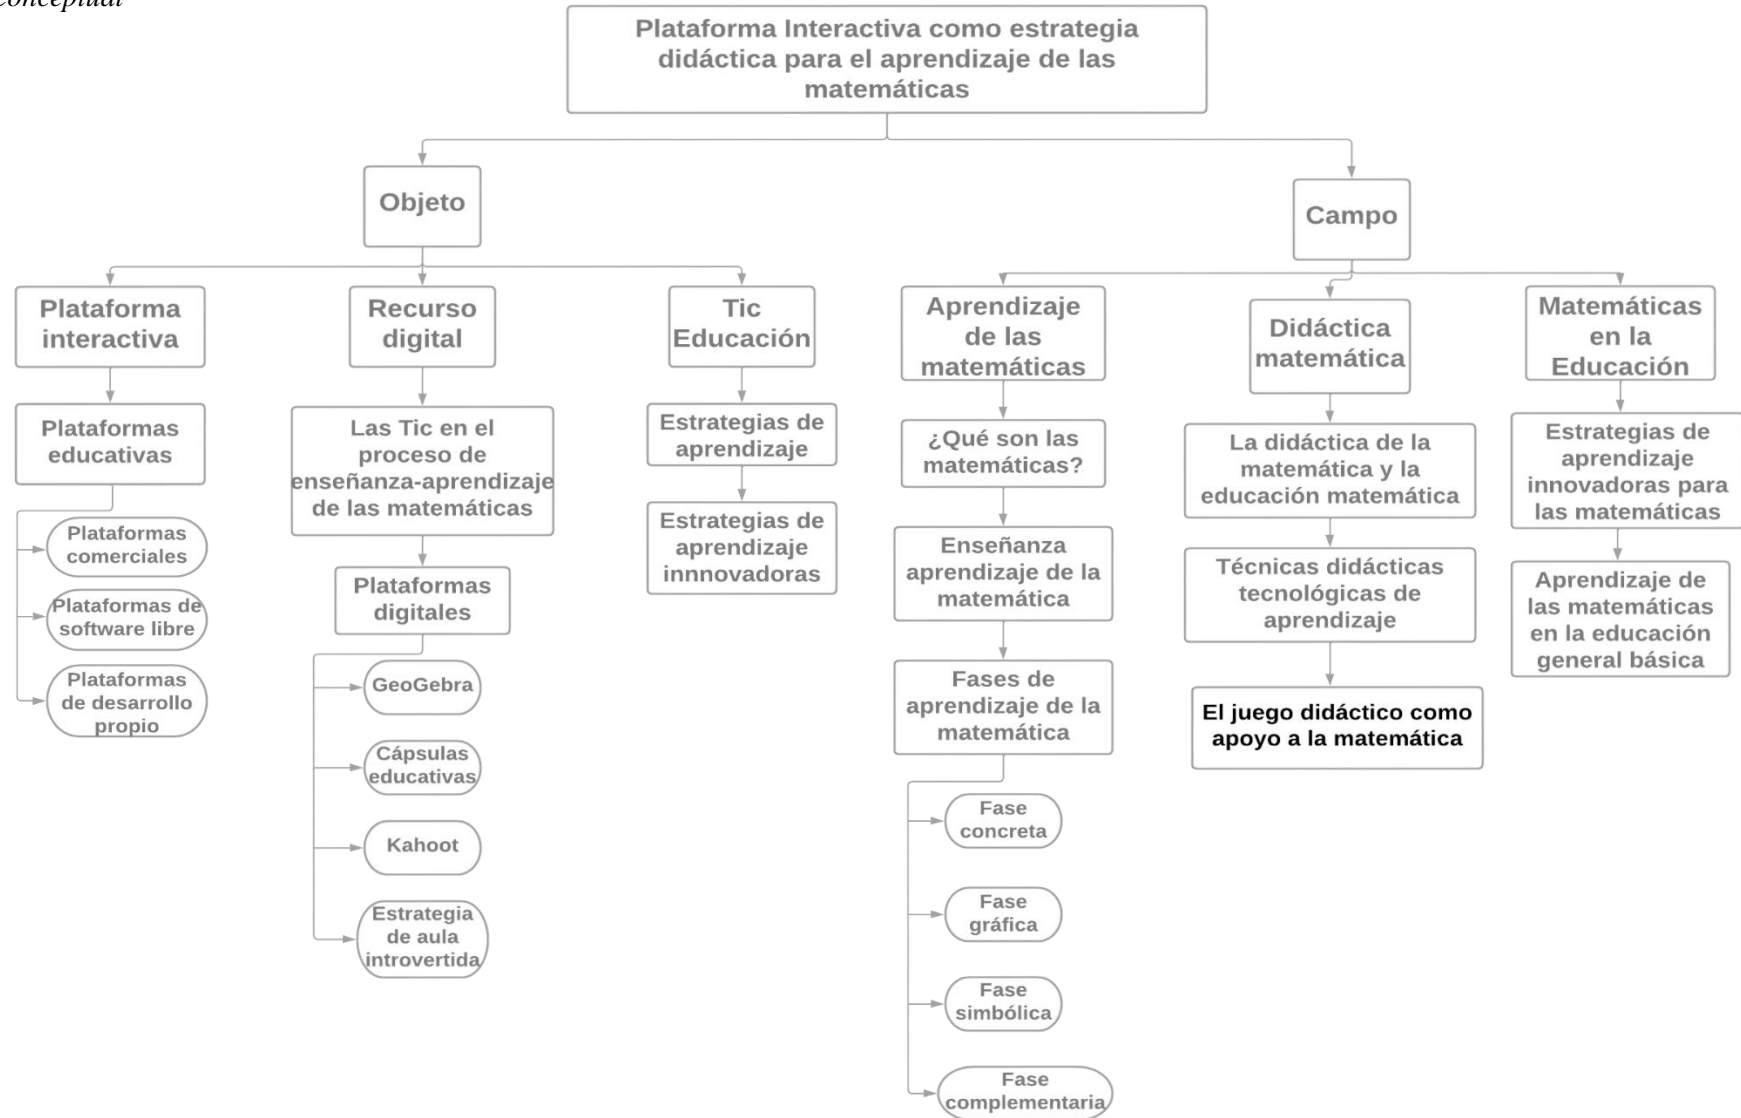 conceptual
Plataforma Interactiva como estrategia
didáctica para el aprendizaje de las
matemáticas
Objeto
Campo
Plataforma
interactiva
Recurso
digital
Tic
Educación
Aprendizaje
de las
matemáticas
Didáctica
matemática
Matemáticas
en la
Educación
Plataformas
educativas
Las Tic en el
proceso de
enseñanza-aprendizaje
de las matemáticas
Estrategias de
aprendizaje
¿Qué son las
matemáticas?
La didáctica de la
matemática y la
educación matemática
Estrategias de
aprendizaje
innovadoras para
las matemáticas
Plataformas
comerciales
Plataformas de
software libre
Plataformas
de desarrollo
propio
Plataformas
digitales
Estrategias de
aprendizaje
innnovadoras
Enseñanza
aprendizaje de la
matemática
Técnicas didácticas
tecnológicas de
aprendizaje
Aprendizaje de
las matemáticas
en la educación
general básica
GeoGebra
Cápsulas
educativas
Kahoot
Estrategia
de aula
introvertida
Fases de
aprendizaje de la
matemática
El juego didáctico como
apoyo a la matemática
Fase
concreta
Fase
gráfica
Fase
simbólica
Fase
complementaria